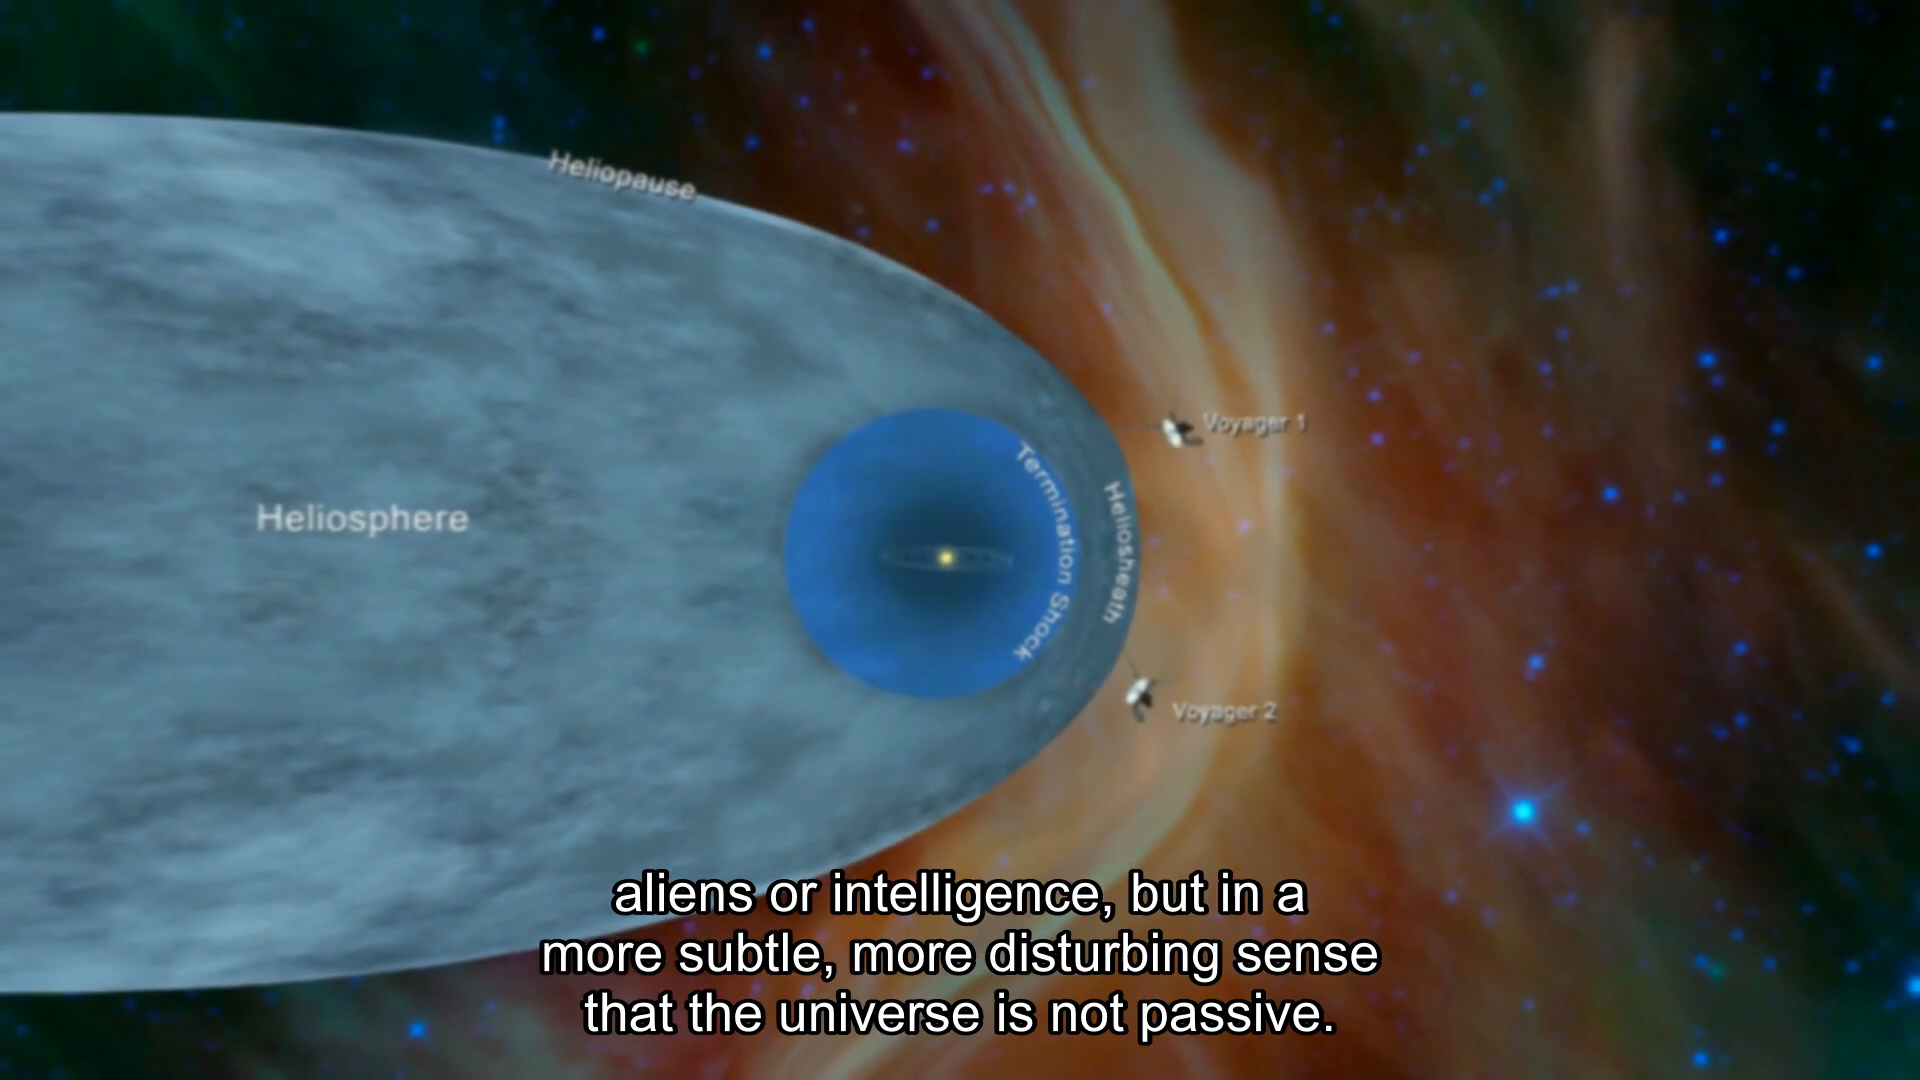 Heliopause
Voyager 1
Termination Shock
Heliosheath
Heliosphere
Voyager 2
aliens or intelligence, but in a
more subtle, more disturbing sense
that the universe is not passive.